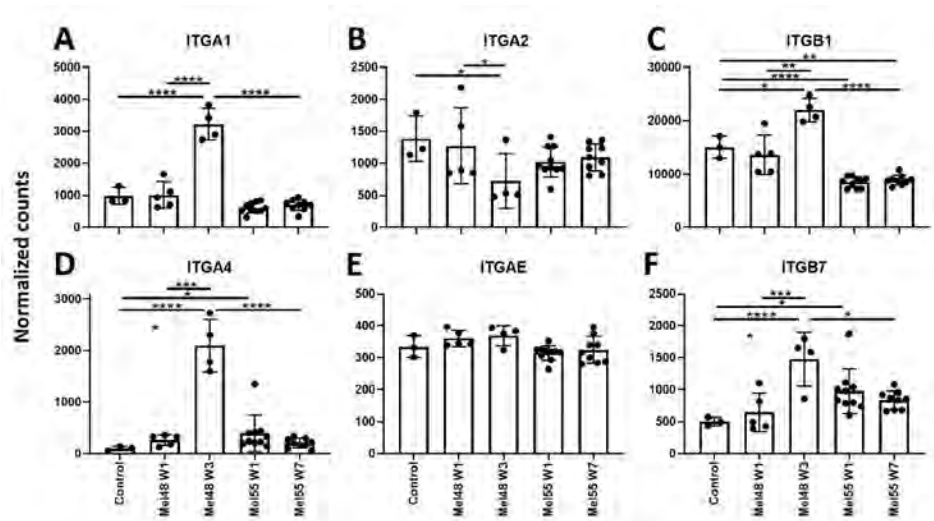 A
ITGA1
B
ITGA2
C
ITGB1
Normalized counts
5000
4000
3000
2000
1000
0
****
****
****
2500
2000
1500
1000
500
0
*
*
30000
20000
10000
0
**
**
****
*
****
D
ITGA4
E
ITGAE
F
ITGB7
3000
2000
1000
0
***
*
****
****
*
400
300
200
100
0
2500
2000
1500
1000
500
0
***
*
****
*
*
Control
Mel48 W1
Mel48 W3
Mel55 W1
Mel55 W7
Control
Mel48 W1
Mel48 W3
Mel55 W1
Mel55 W7
Control
Mel48 W1
Mel48 W3
Mel55 W1
Mel55 W7